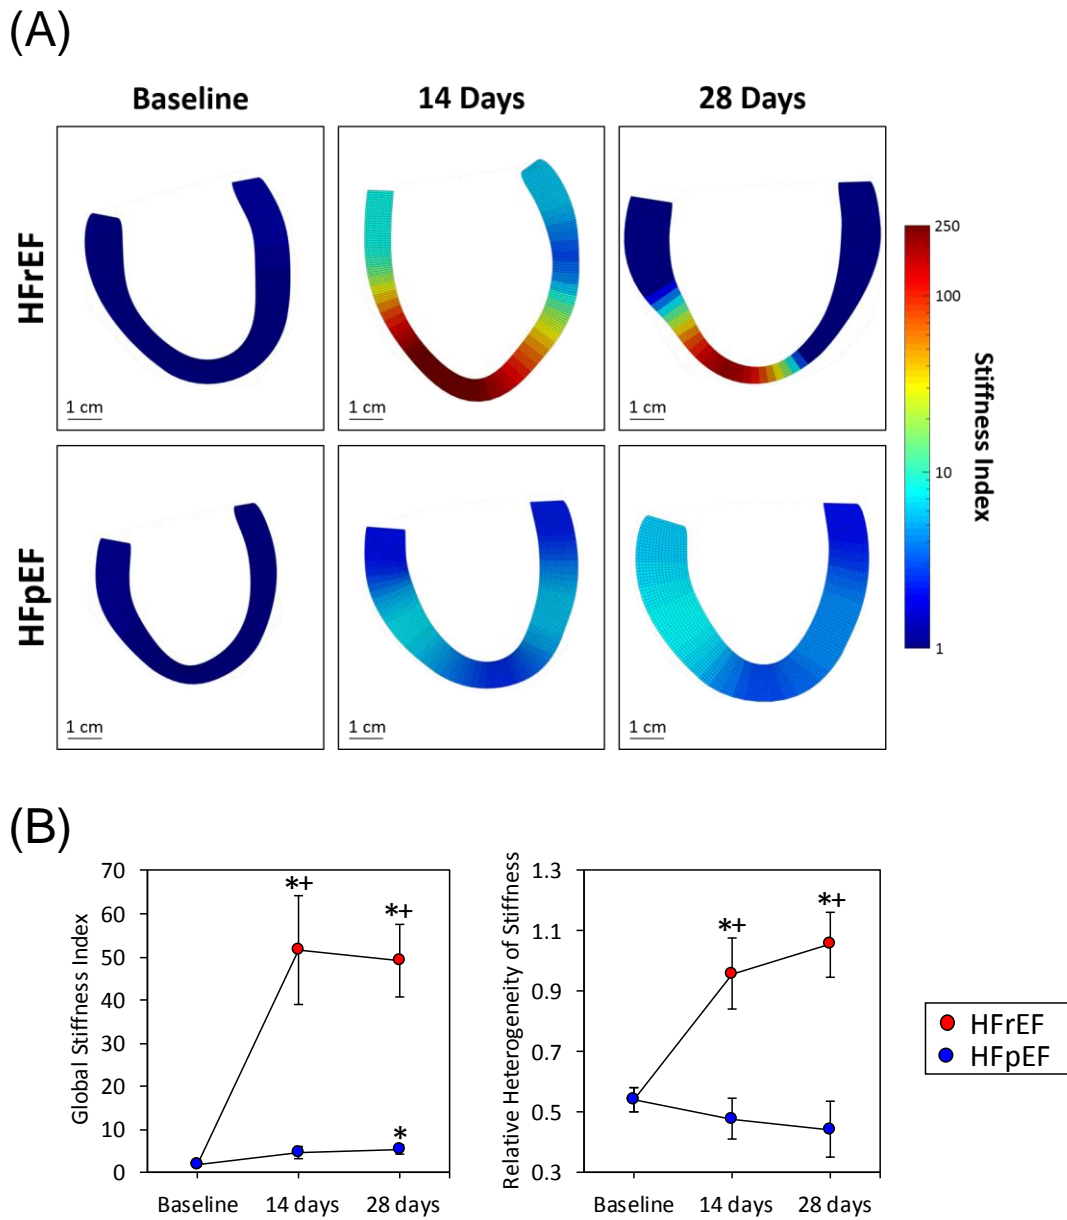 (A)
Baseline
14 Days
28 Days
HFrEF
1 cm
1 cm
1 cm
250
100
10
1
Stiffness Index
HFpEF
1 cm
1 cm
1 cm
(B)
Global Stiffness Index
70
60
50
40
30
20
10
0
*+
*+
*
Baseline
14 days
28 days
Relative Heterogeneity of Stiffness
1.3
1.1
0.9
0.7
0.5
0.3
*+
*+
Baseline
14 days
28 days
HFrEF
HFpEF